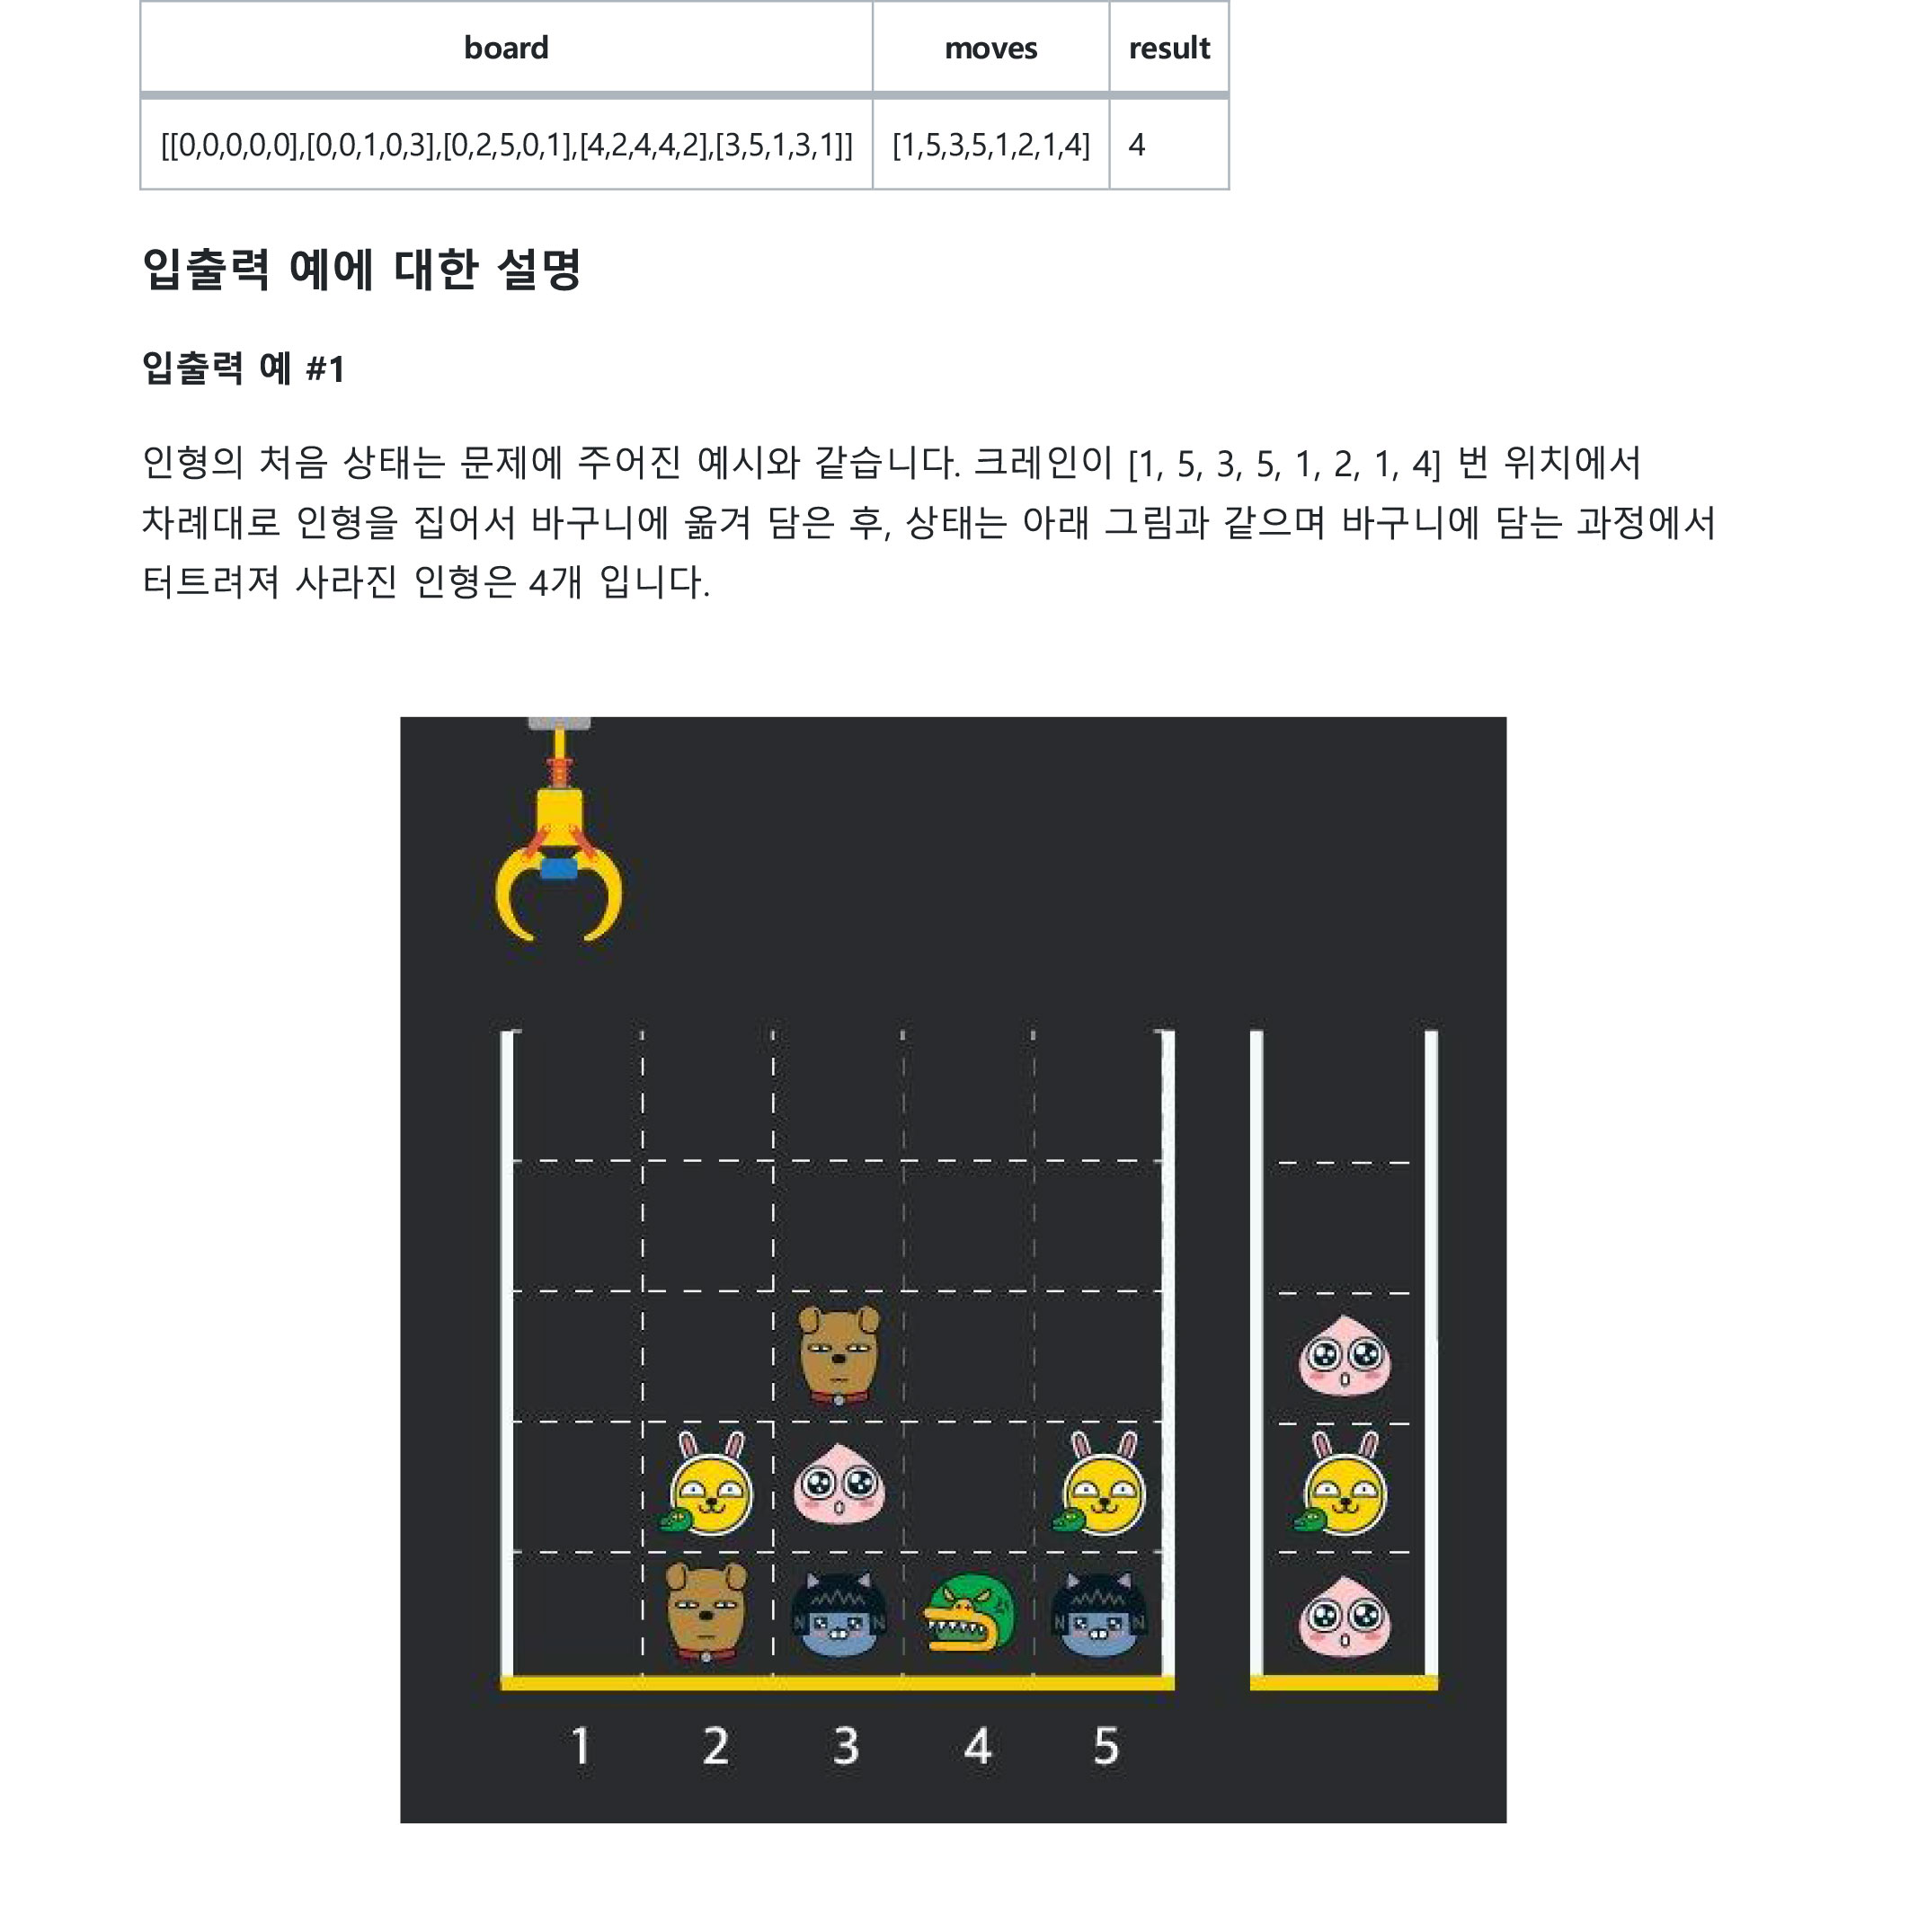 board moves result
[[0,0,0,0,0],[0,0,1,0,3],[0,2,5,0,1],[4,2,4,4,2],[3,5,1,3,1]] [1,5,3,5,1,2,1,4] 4
입출력 예에 대한 설명
입출력 예 #1
인형의 처음 상태는 문제에 주어진 예시와 같습니다. 크레인이 [1, 5, 3, 5, 1, 2, 1, 4] 번 위치에서
차례대로 인형을 집어서 바구니에 옮겨 담은 후, 상태는 아래 그림과 같으며 바구니에 담는 과정에서
터트려져 사라진 인형은 4개 입니다.
1 2 3 4 5